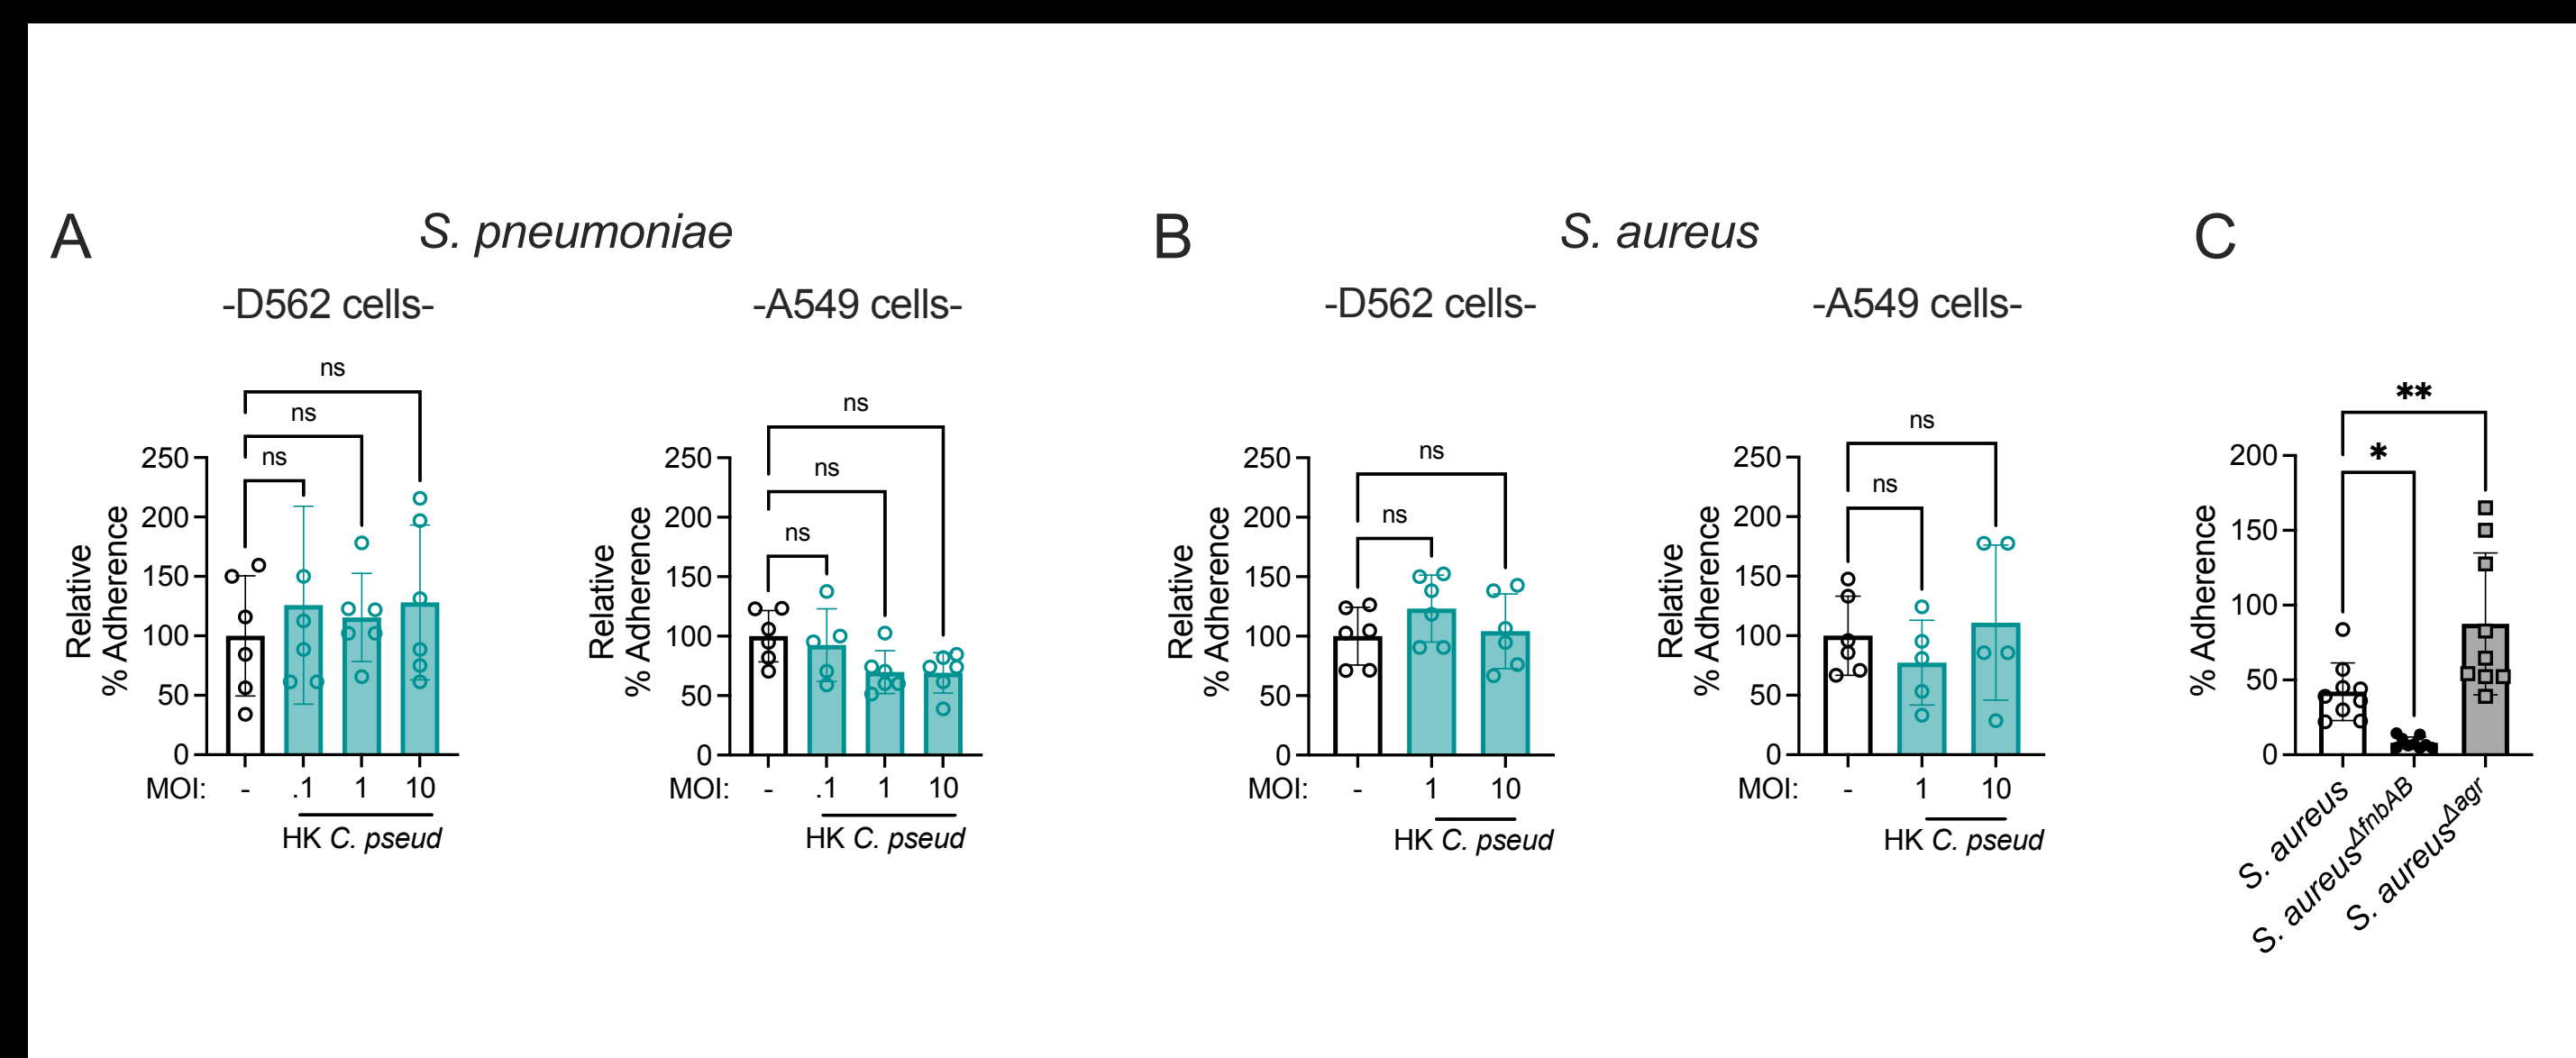 A
S. pneumoniae
-D562 cells-
ns
ns
ns
Relative
% Adherence
250
200
150
100
50
0
MOI: - .1 1 10
HK C. pseud
-A549 cells-
ns
ns
ns
Relative
% Adherence
250
200
150
100
50
0
MOI: - .1 1 10
HK C. pseud
B
S. aureus
-D562 cells-
ns
ns
Relative
% Adherence
250
200
150
100
50
0
MOI: - 1 10
HK C. pseud
-A549 cells-
ns
ns
Relative
% Adherence
250
200
150
100
50
0
MOI: - 1 10
HK C. pseud
C
**
*
% Adherence
200
150
100
50
0
S. aureus
S. aureusΔfnbAB
S. aureusΔagr